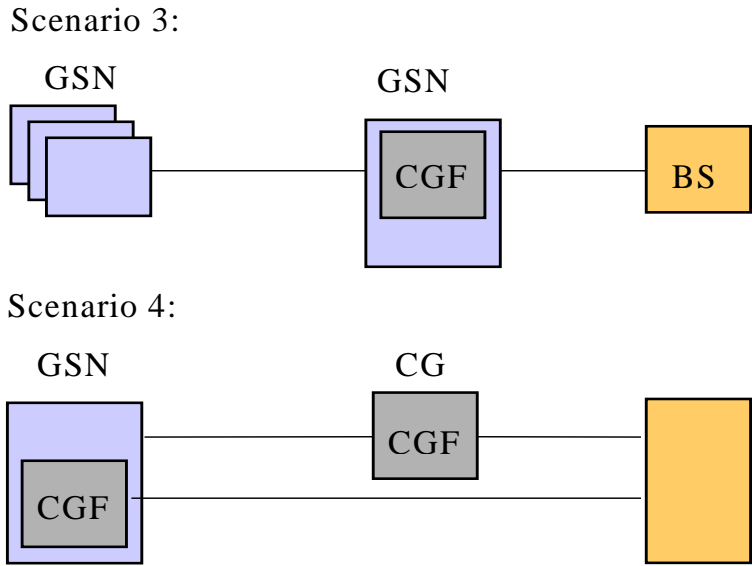 Scenario 3:
GSN
GSN
CGF
BS
Scenario 4:
GSN
CG
CGF
CGF